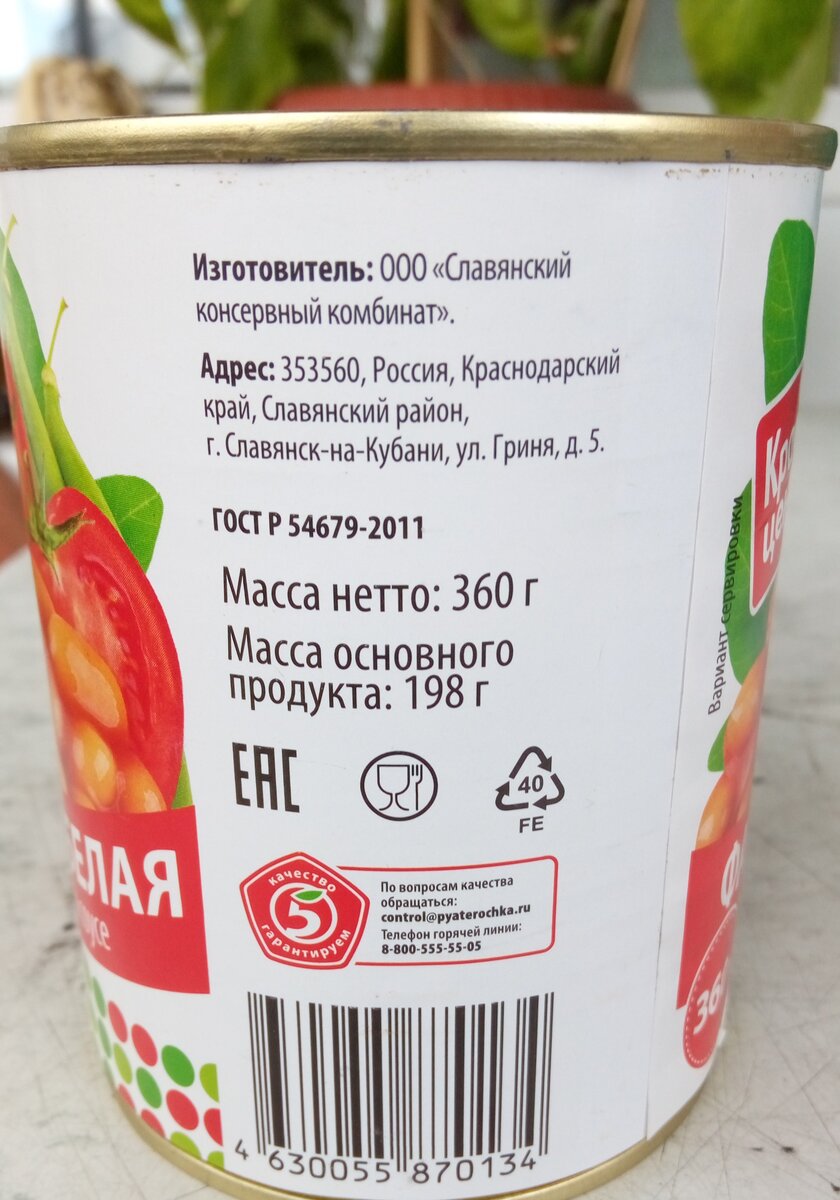 Изготовитель: ООО «Славянский
консервный комбинат».
Адрес: 353560, Россия, Краснодарский
край, Славянский район,
г. Славянск-на-Кубани, ул. Гриня, д. 5.
ГОСТ Р 54679-2011
Масса нетто: 360 г
Масса основного
продукта: 198 г
EAC
40
FE
качество
5
гарантируем
По вопросам качества
обращаться:
control@pyaterochka.ru
Телефон горячей линии:
8-800-555-55-05
4 630055 870134
Вариант сервировки